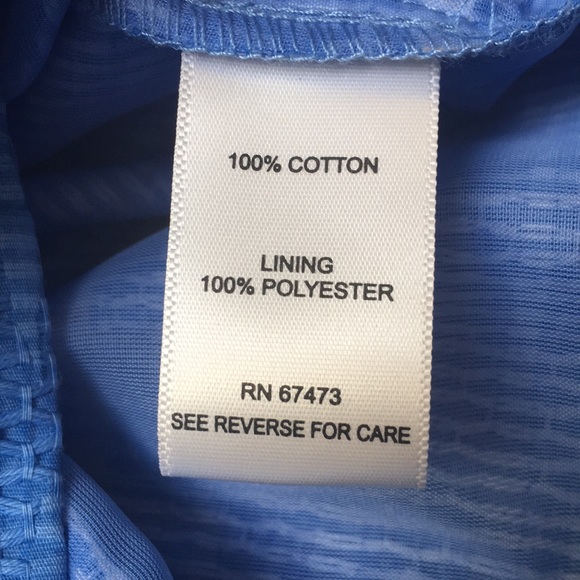 100% COTTON
LINING
100% POLYESTER
RN 67473
SEE REVERSE FOR CARE